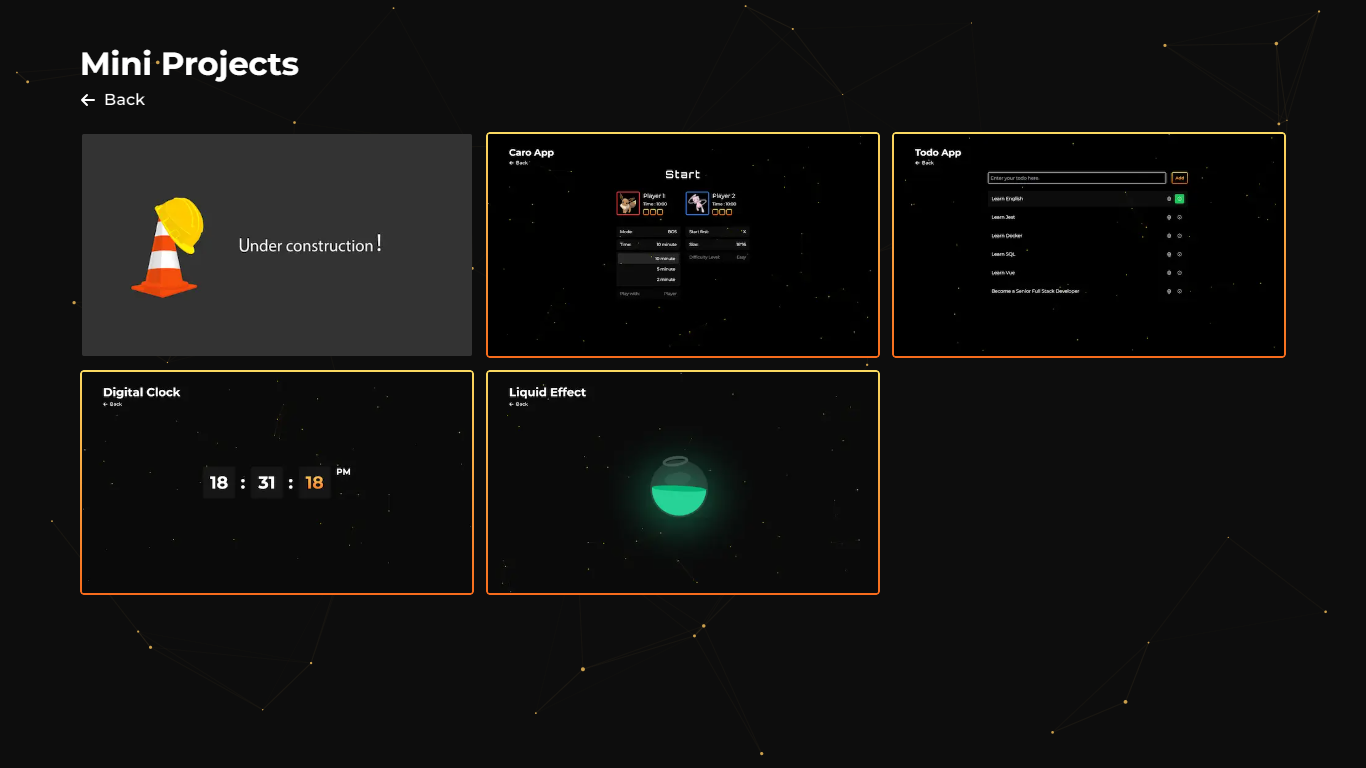 Mini Projects
Back
Under construction!
Caro App
Back
Start
Player 1
Time : 10:00
Player 2
Time : 10:00
Mode: BO5
Start first: X
Time: 10 minute
Size: 16*16
10 minute
Difficulty Level: Easy
5 minute
2 minute
Play with: Player
Todo App
Back
Enter your todo here.
Add
Learn English
Learn Jest
Learn Docker
Learn SQL
Learn Vue
Become a Senior Full Stack Developer
Digital Clock
Back
18 : 31 : 18 PM
Liquid Effect
Back